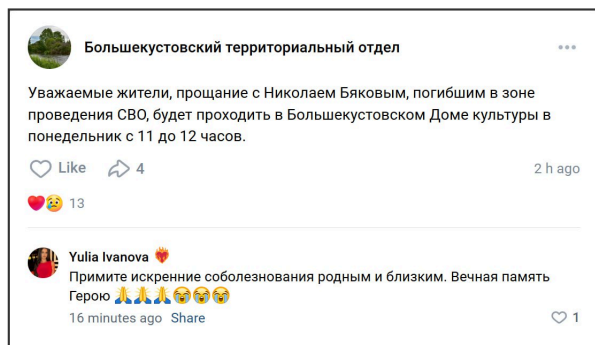 Большекустовский территориальный отдел
Уважаемые жители, прощание с Николаем Бяковым, погибшим в зоне
проведения СВО, будет проходить в Большекустовском Доме культуры в
понедельник с 11 до 12 часов.
Like 4 2 h ago
13
Yulia Ivanova
Примите искренние соболезнования родным и близким. Вечная память
Герою 🙏🙏🙏😭😭😭
16 minutes ago Share 1